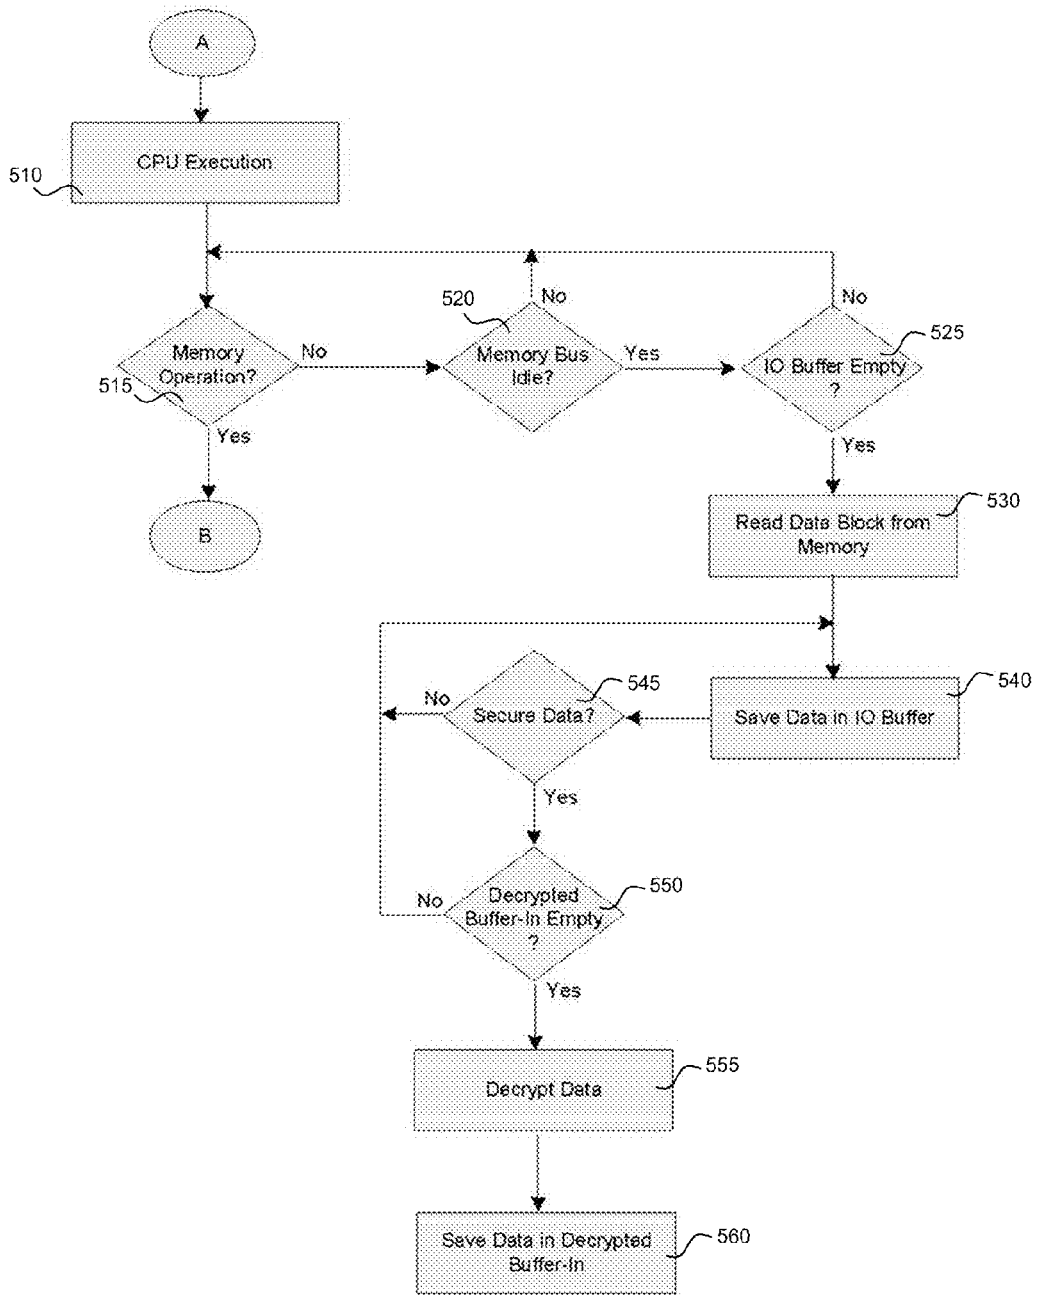 A
CPU Execution
510
Memory
Operation?
515
No
Yes
B
520
No
Memory Bus
Idle?
Yes
No
525
IO Buffer Empty
?
Yes
530
Read Data Block from
Memory
540
Save Data in IO Buffer
545
No
Secure Data?
Yes
550
No
Decrypted
Buffer-In Empty
?
Yes
555
Decrypt Data
560
Save Data in Decrypted
Buffer-In